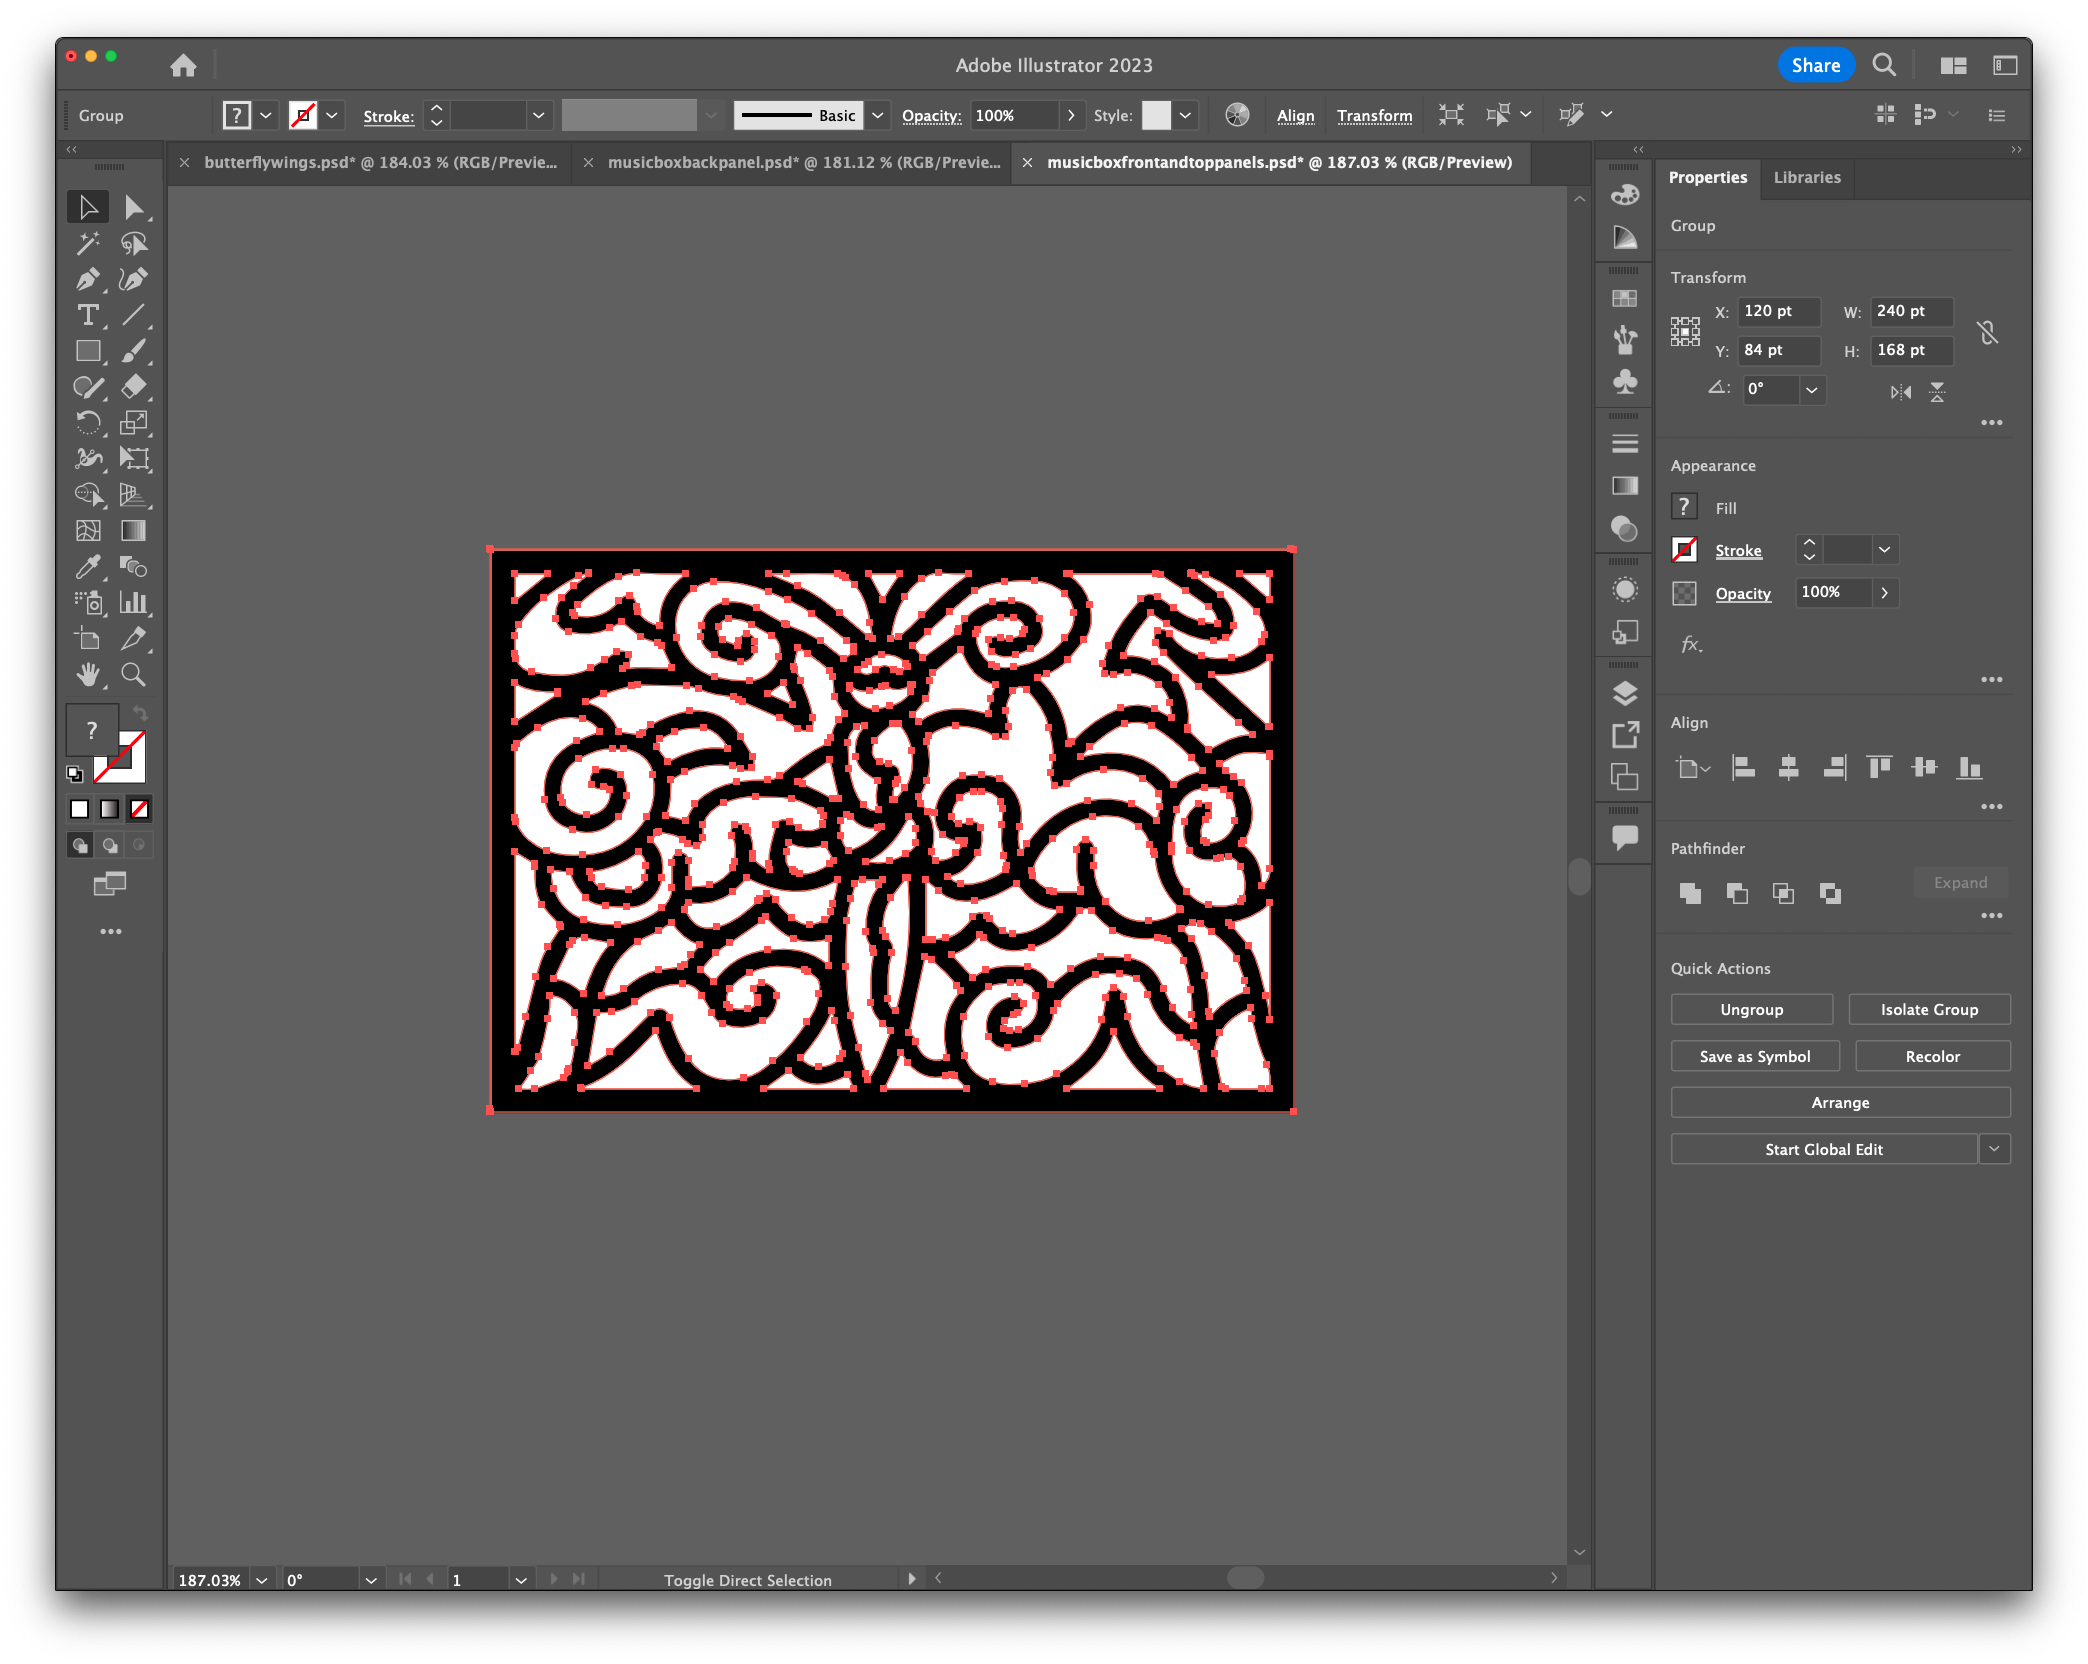 Adobe Illustrator 2023
Share
Group
?
Stroke:
Basic
Opacity:
100%
Style:
Align
Transform
butterflywings.psd* @ 184.03 % (RGB/Previe...
musicboxbackpanel.psd* @ 181.12 % (RGB/Previe...
musicboxfrontandtoppanels.psd* @ 187.03 % (RGB/Preview)
Properties
Libraries
Group
Transform
X: 120 pt W: 240 pt
Y: 84 pt H: 168 pt
0°
Appearance
? Fill
Stroke
Opacity 100%
fx.
Align
Pathfinder
Expand
Quick Actions
Ungroup Isolate Group
Save as Symbol Recolor
Arrange
Start Global Edit
?
187.03% 0° 1 Toggle Direct Selection